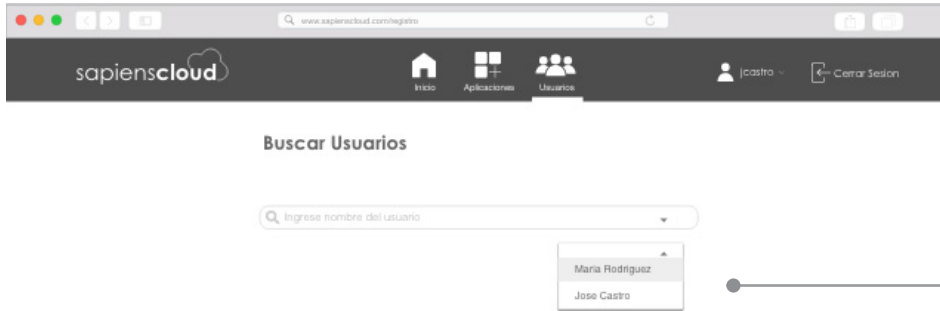 www.sapienscloud.com/registro
sapienscloud
Inicio
Aplicaciones
Usuarios
jcastro
Cerrar Sesion
Buscar Usuarios
Ingrese nombre del usuario
Maria Rodriguez
Jose Castro